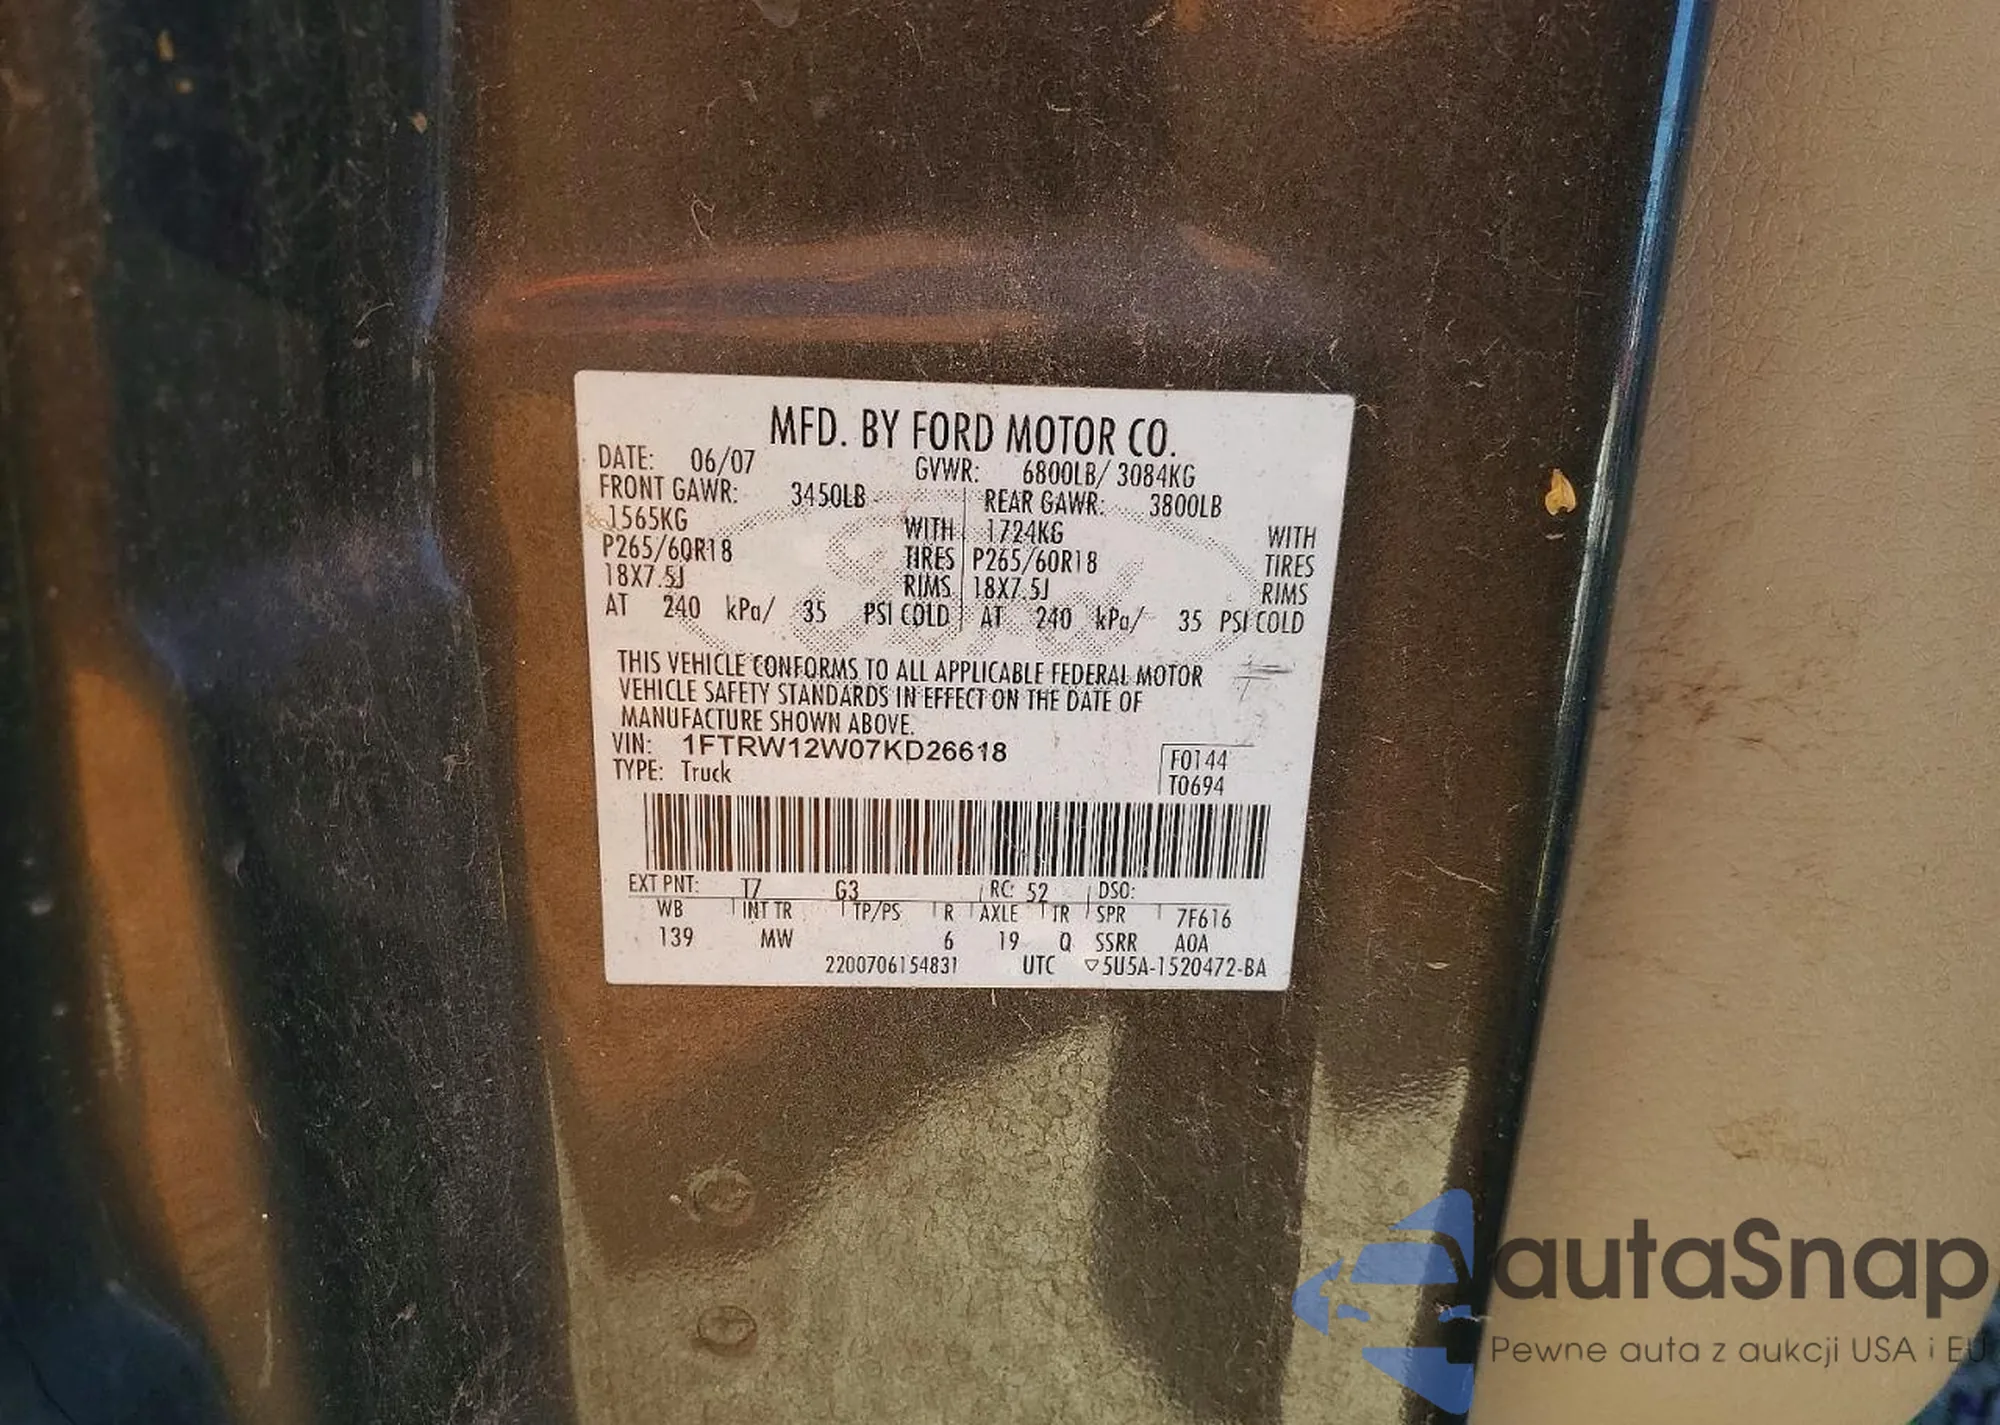 MFD. BY FORD MOTOR CO.
DATE: 06/07 GVWR: 6800LB/ 3084KG
FRONT GAWR: 3450LB REAR GAWR: 3800LB
1565KG WITH 1724KG WITH
P265/60R18 TIRES P265/60R18 TIRES
18X7.5J RIMS 18X7.5J RIMS
AT 240 kPa/ 35 PSI COLD AT 240 kPa/ 35 PSI COLD
THIS VEHICLE CONFORMS TO ALL APPLICABLE FEDERAL MOTOR
VEHICLE SAFETY STANDARDS IN EFFECT ON THE DATE OF
MANUFACTURE SHOWN ABOVE.
VIN: 1FTRW12W07KD26618
TYPE: Truck
F0144
T0694
EXT PNT: T7 G3 RC: 52 DSO:
WB INT TR TP/PS R AXLE TR SPR 7F616
139 MW 6 19 Q SSRR A0A
2200706154831 UTC ▽5U5A-1520472-BA
autaSnap
Pewne auta z aukcji USA i EU